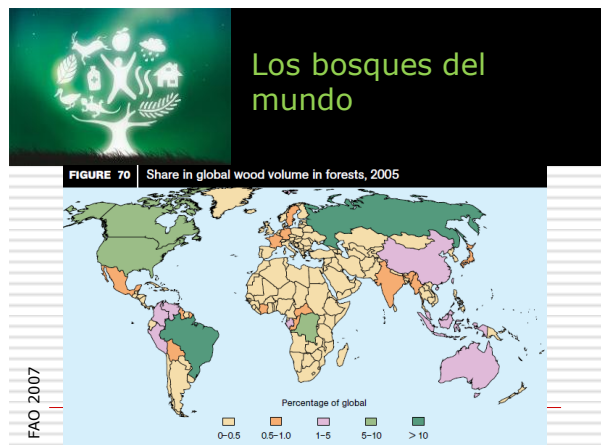 Los bosques del
mundo
FIGURE 70 Share in global wood volume in forests, 2005
Percentage of global
0–0.5 0.5–1.0 1–5 5–10 > 10
FAO 2007